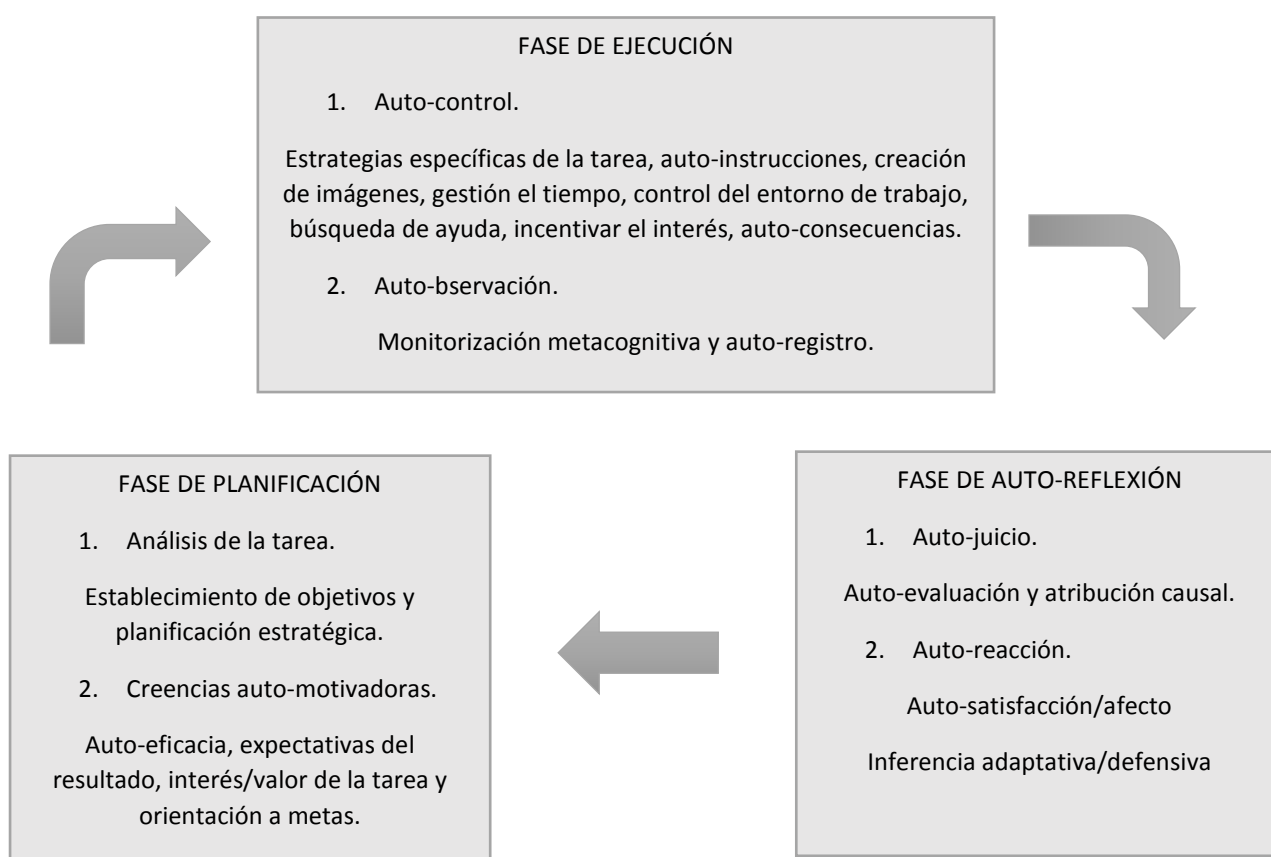 FASE DE EJECUCIÓN
1. Auto-control.
Estrategias específicas de la tarea, auto-instrucciones, creación
de imágenes, gestión el tiempo, control del entorno de trabajo,
búsqueda de ayuda, incentivar el interés, auto-consecuencias.
2. Auto-bservación.
Monitorización metacognitiva y auto-registro.
FASE DE PLANIFICACIÓN
1. Análisis de la tarea.
Establecimiento de objetivos y
planificación estratégica.
2. Creencias auto-motivadoras.
Auto-eficacia, expectativas del
resultado, interés/valor de la tarea y
orientación a metas.
FASE DE AUTO-REFLEXIÓN
1. Auto-juicio.
Auto-evaluación y atribución causal.
2. Auto-reacción.
Auto-satisfacción/afecto
Inferencia adaptativa/defensiva